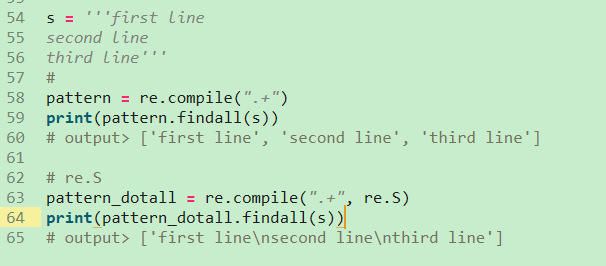 54 s = '''first line
55 second line
56 third line'''
57 #
58 pattern = re.compile(".+")
59 print(pattern.findall(s))
60 # output> ['first line', 'second line', 'third line']
61
62 # re.S
63 pattern_dotall = re.compile(".+", re.S)
64 print(pattern_dotall.findall(s))
65 # output> ['first line\nsecond line\nthird line']